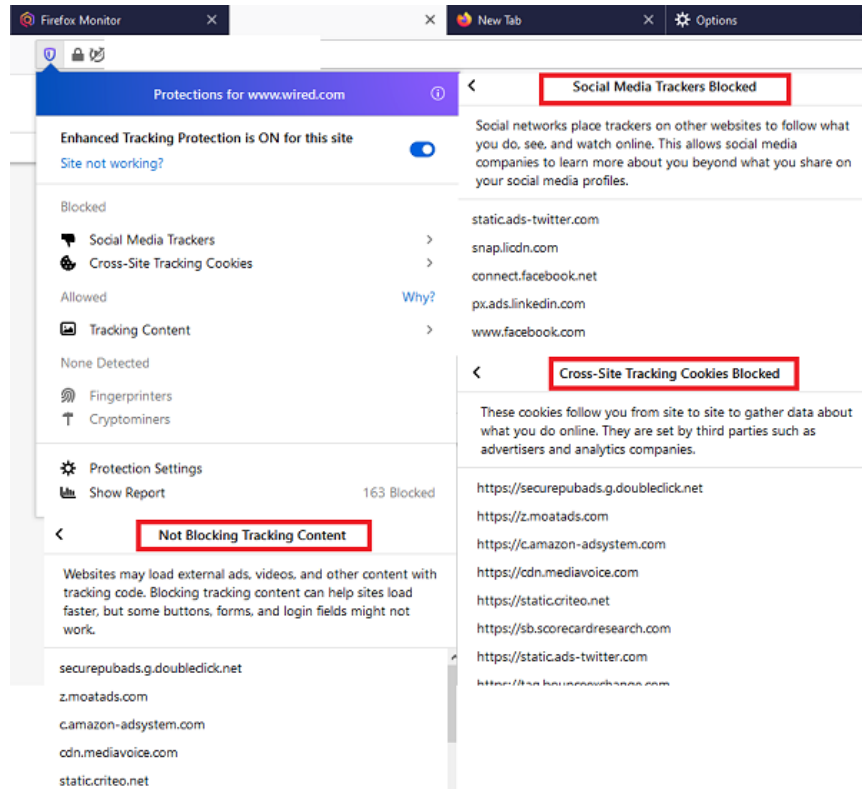 Firefox Monitor
New Tab
Options
Protections for www.wired.com
Enhanced Tracking Protection is ON for this site
Site not working?
Blocked
Social Media Trackers
Cross-Site Tracking Cookies
Allowed
Why?
Tracking Content
None Detected
Fingerprinters
Cryptominers
Protection Settings
Show Report
163 Blocked
Not Blocking Tracking Content
Websites may load external ads, videos, and other content with
tracking code. Blocking tracking content can help sites load
faster, but some buttons, forms, and login fields might not
work.
securepubads.g.doubleclick.net
z.moatads.com
c.amazon-adsystem.com
cdn.mediavoice.com
static.criteo.net
Social Media Trackers Blocked
Social networks place trackers on other websites to follow what
you do, see, and watch online. This allows social media
companies to learn more about you beyond what you share on
your social media profiles.
static.ads-twitter.com
snap.licdn.com
connect.facebook.net
px.ads.linkedin.com
www.facebook.com
Cross-Site Tracking Cookies Blocked
These cookies follow you from site to site to gather data about
what you do online. They are set by third parties such as
advertisers and analytics companies.
https://securepubads.g.doubleclick.net
https://z.moatads.com
https://c.amazon-adsystem.com
https://cdn.mediavoice.com
https://static.criteo.net
https://sb.scorecardresearch.com
https://static.ads-twitter.com
https://tag.bounceexchange.com